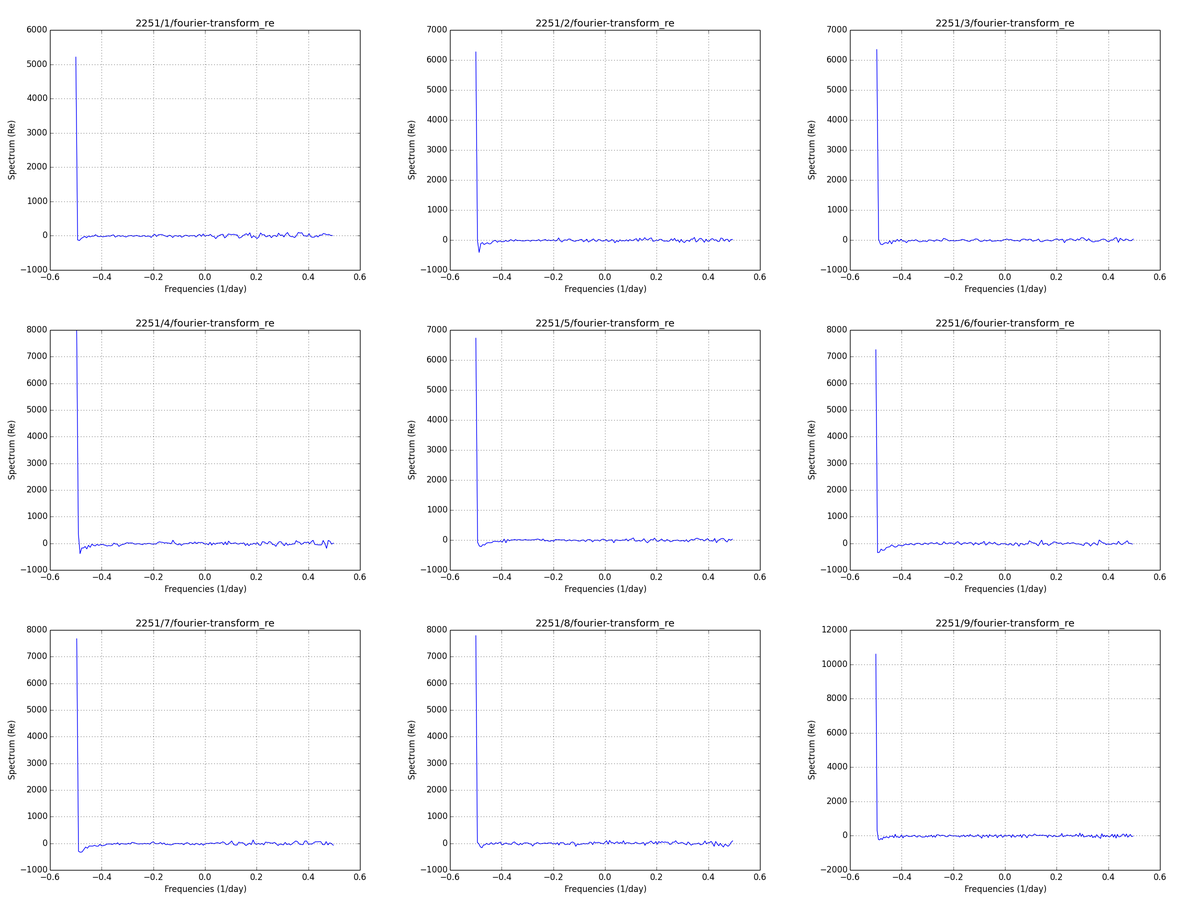 2251/1/fourier-transform_re
6000
5000
4000
3000
2000
1000
0
−1000
−0.6 −0.4 −0.2 0.0 0.2 0.4 0.6
Spectrum (Re)
Frequencies (1/day)
2251/2/fourier-transform_re
7000
6000
5000
4000
3000
2000
1000
0
−1000
−0.6 −0.4 −0.2 0.0 0.2 0.4 0.6
Spectrum (Re)
Frequencies (1/day)
2251/3/fourier-transform_re
7000
6000
5000
4000
3000
2000
1000
0
−1000
−0.6 −0.4 −0.2 0.0 0.2 0.4 0.6
Spectrum (Re)
Frequencies (1/day)
2251/4/fourier-transform_re
8000
7000
6000
5000
4000
3000
2000
1000
0
−1000
−0.6 −0.4 −0.2 0.0 0.2 0.4 0.6
Spectrum (Re)
Frequencies (1/day)
2251/5/fourier-transform_re
7000
6000
5000
4000
3000
2000
1000
0
−1000
−0.6 −0.4 −0.2 0.0 0.2 0.4 0.6
Spectrum (Re)
Frequencies (1/day)
2251/6/fourier-transform_re
8000
7000
6000
5000
4000
3000
2000
1000
0
−1000
−0.6 −0.4 −0.2 0.0 0.2 0.4 0.6
Spectrum (Re)
Frequencies (1/day)
2251/7/fourier-transform_re
8000
7000
6000
5000
4000
3000
2000
1000
0
−1000
−0.6 −0.4 −0.2 0.0 0.2 0.4 0.6
Spectrum (Re)
Frequencies (1/day)
2251/8/fourier-transform_re
8000
7000
6000
5000
4000
3000
2000
1000
0
−1000
−0.6 −0.4 −0.2 0.0 0.2 0.4 0.6
Spectrum (Re)
Frequencies (1/day)
2251/9/fourier-transform_re
12000
10000
8000
6000
4000
2000
0
−2000
−0.6 −0.4 −0.2 0.0 0.2 0.4 0.6
Spectrum (Re)
Frequencies (1/day)